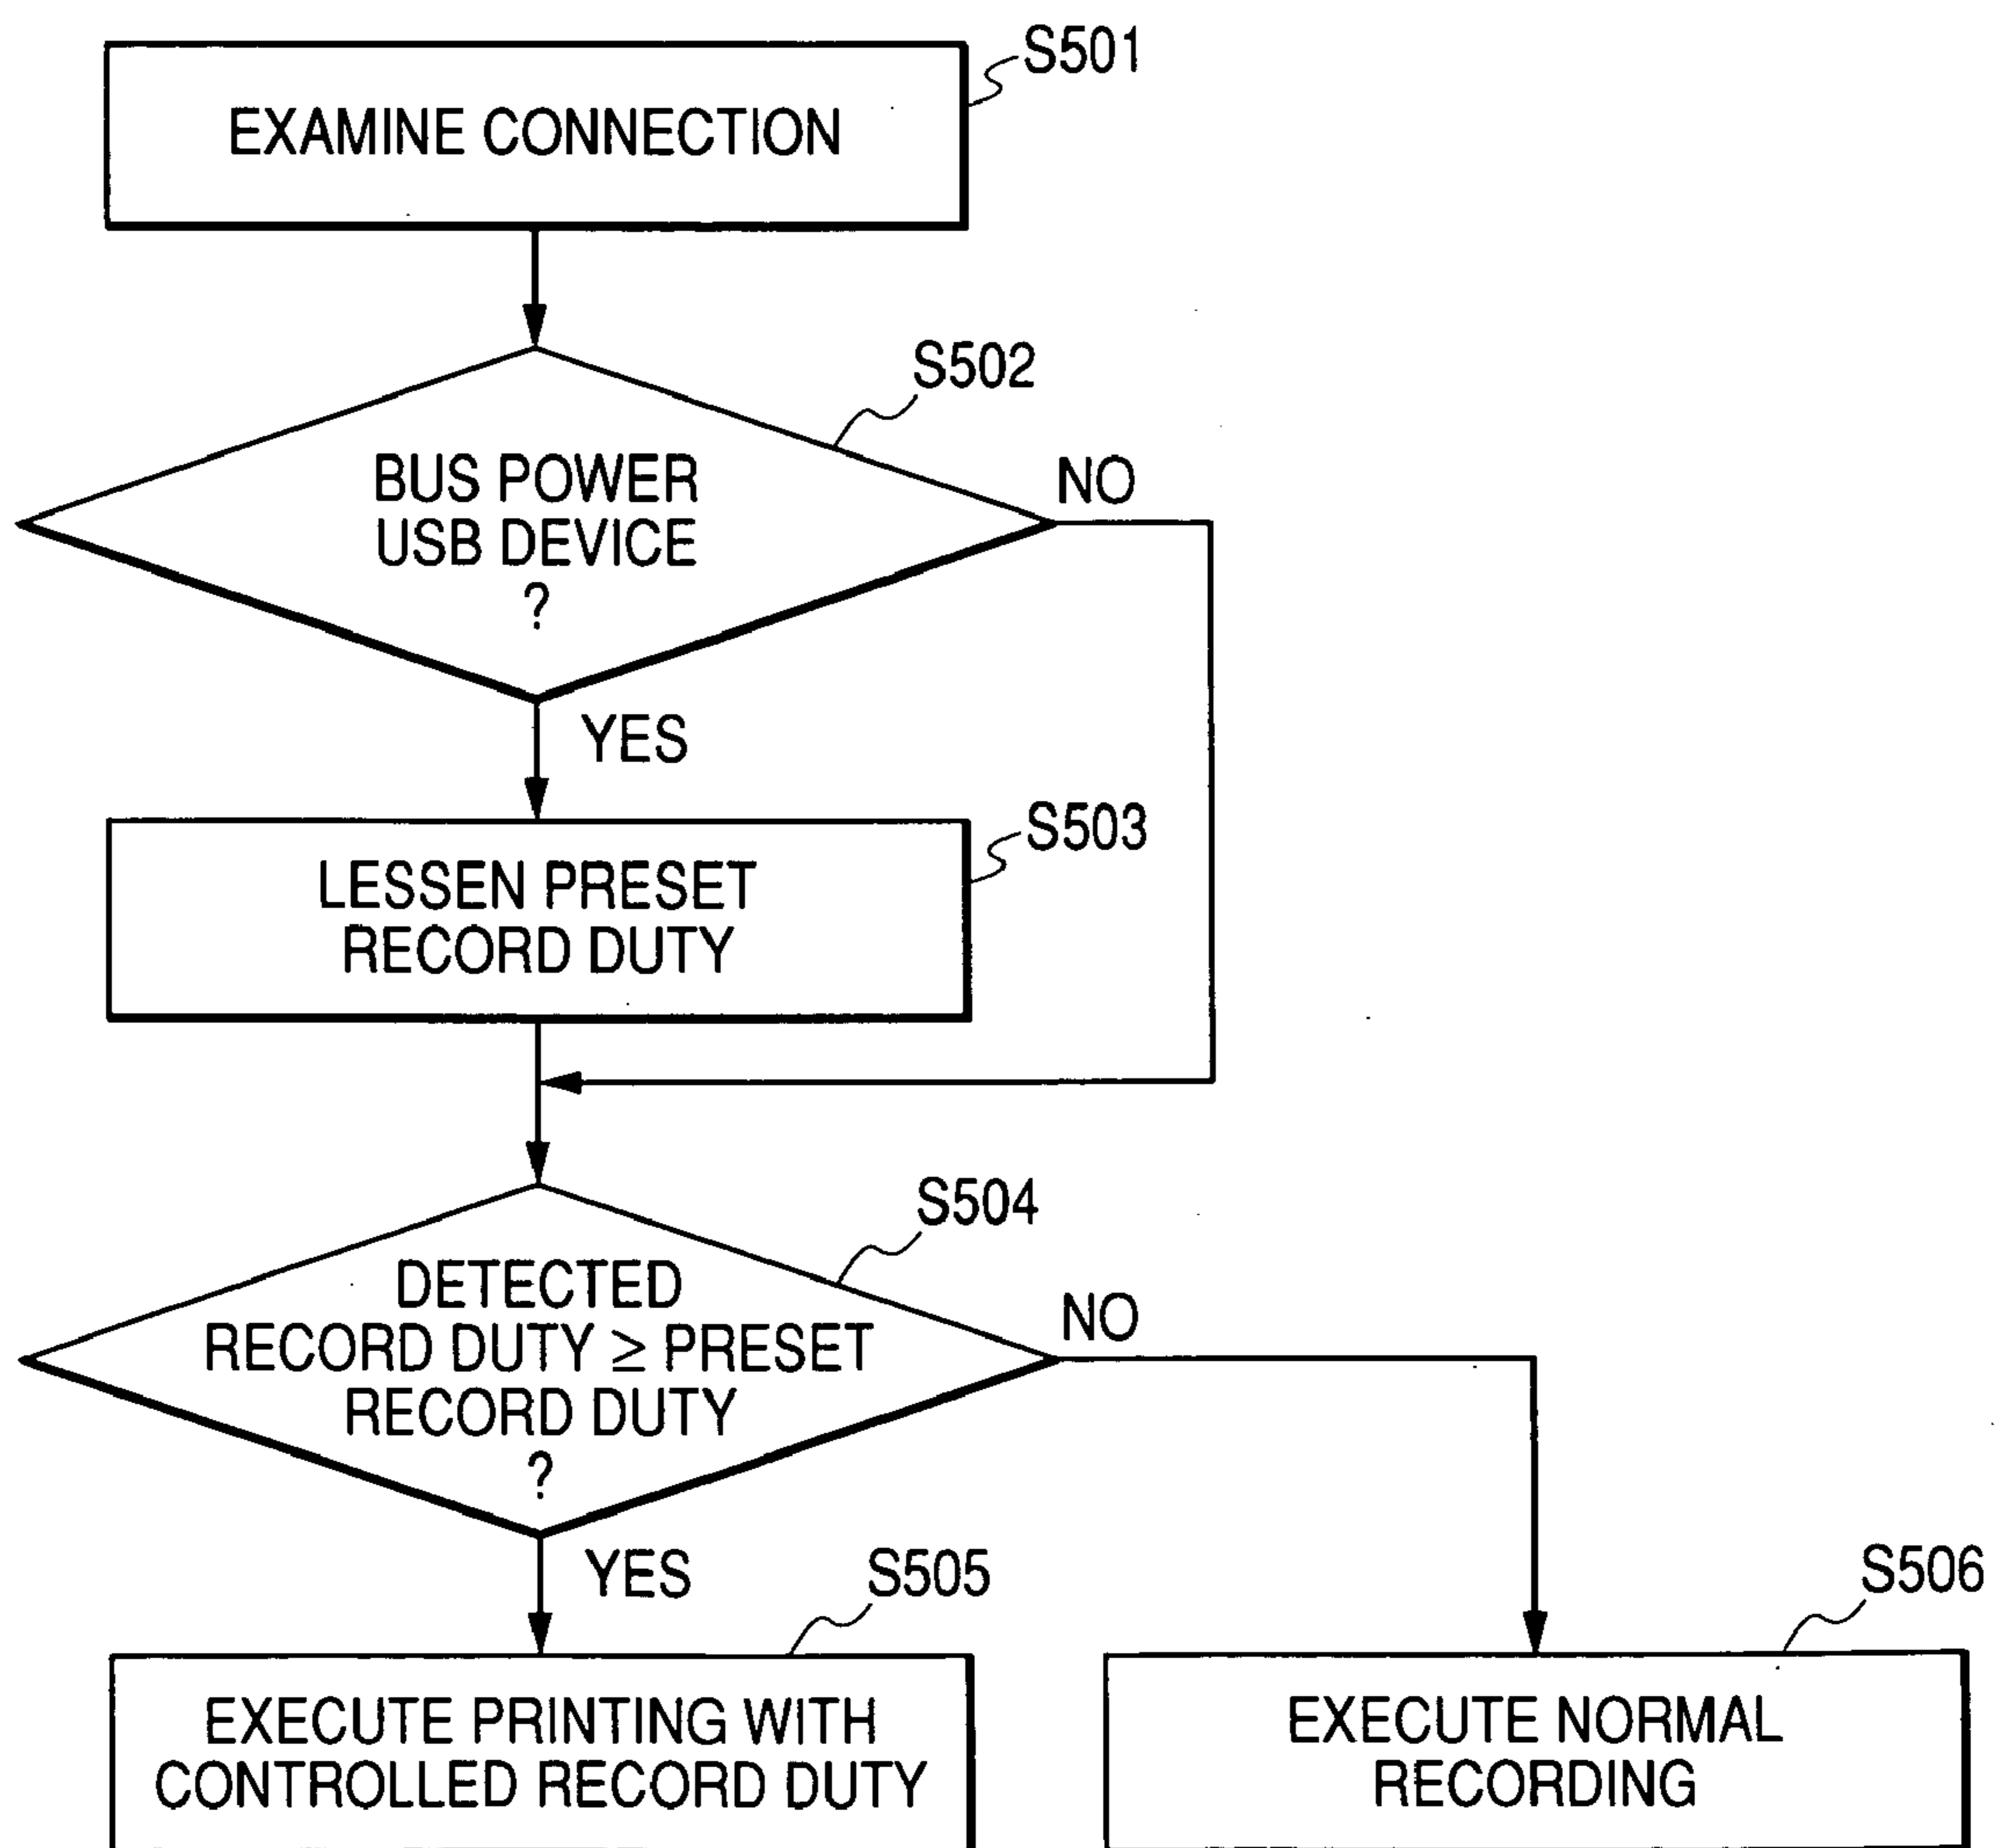 S501
EXAMINE CONNECTION
S502
BUS POWER
USB DEVICE
?
NO
YES
S503
LESSEN PRESET
RECORD DUTY
S504
DETECTED
RECORD DUTY ≥ PRESET
RECORD DUTY
?
NO
YES
S505
S506
EXECUTE PRINTING WITH
CONTROLLED RECORD DUTY
EXECUTE NORMAL
RECORDING